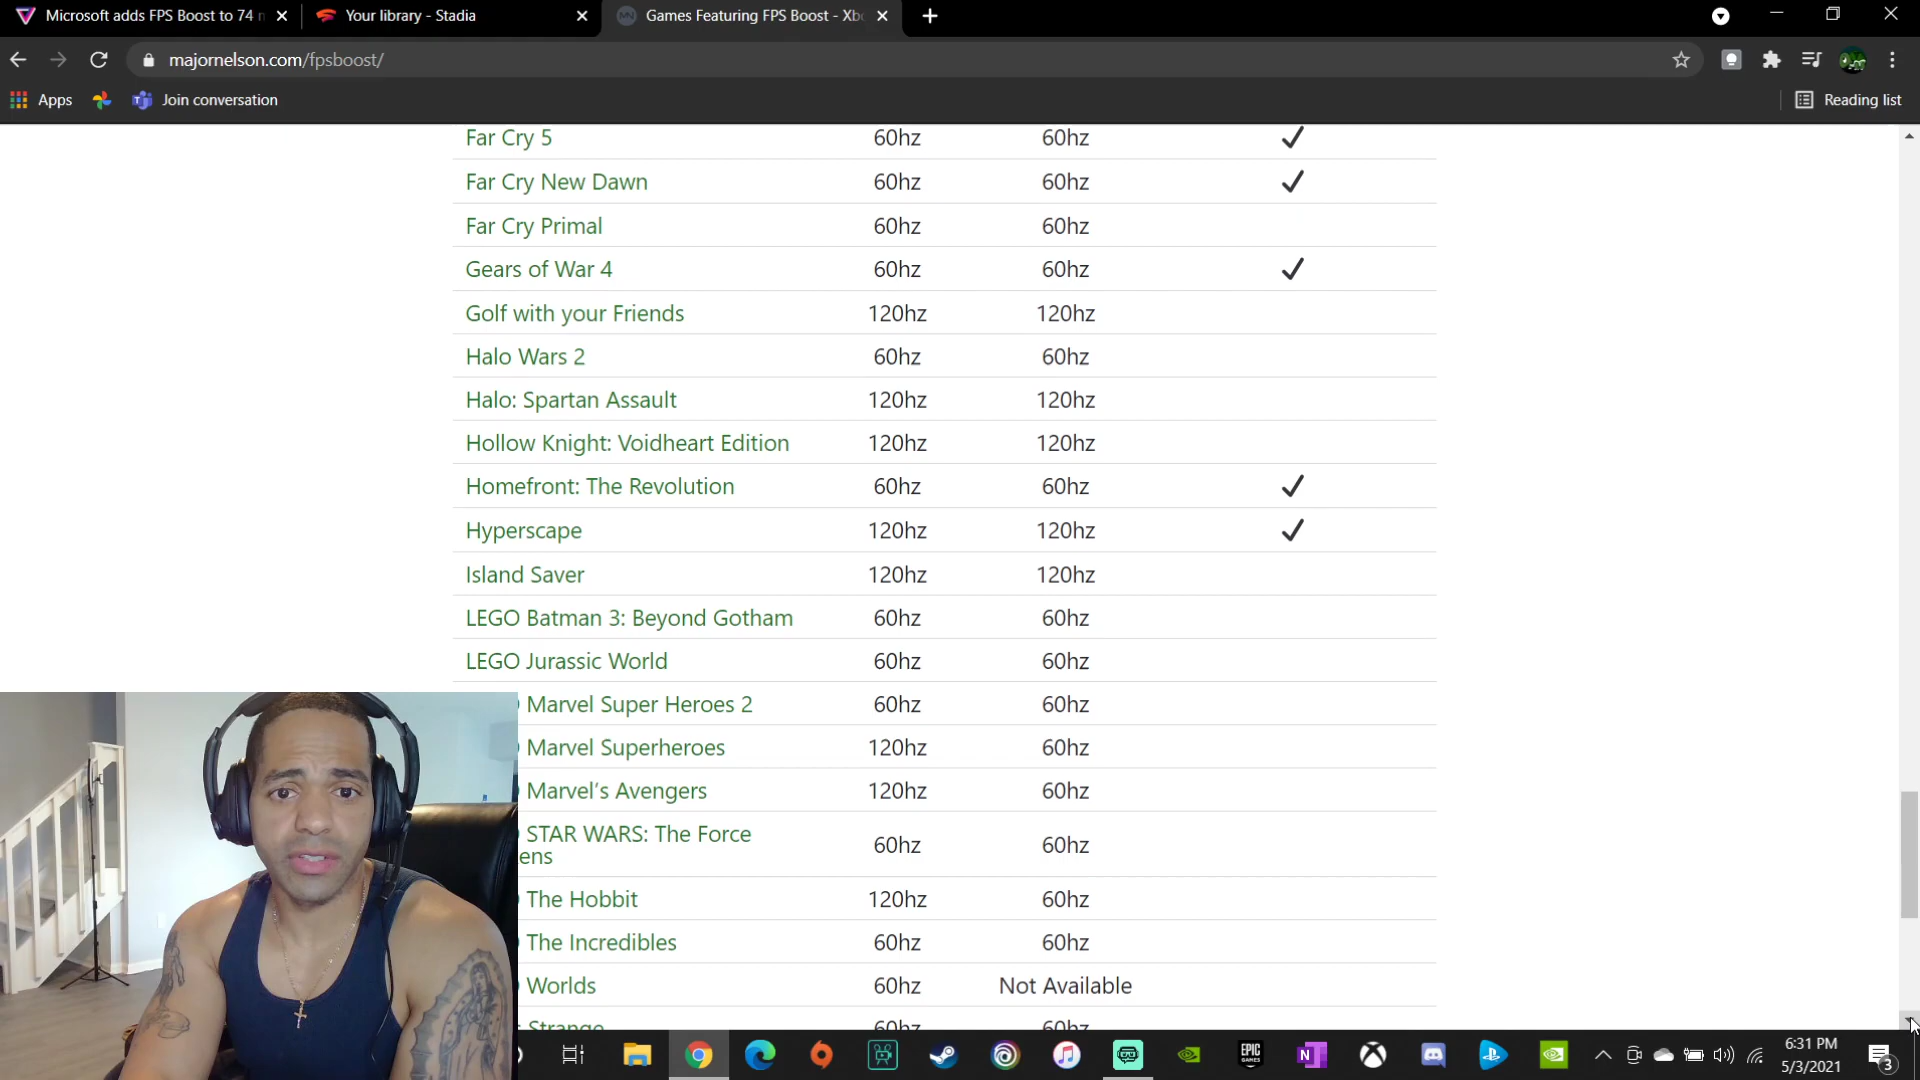 Microsoft adds FPS Boost to 74
Your library - Stadia
Games Featuring FPS Boost - Xb
majornelson.com/fpsboost/
Apps
Join conversation
Reading list
Far Cry 5 60hz 60hz ✓
Far Cry New Dawn 60hz 60hz ✓
Far Cry Primal 60hz 60hz
Gears of War 4 60hz 60hz ✓
Golf with your Friends 120hz 120hz
Halo Wars 2 60hz 60hz
Halo: Spartan Assault 120hz 120hz
Hollow Knight: Voidheart Edition 120hz 120hz
Homefront: The Revolution 60hz 60hz ✓
Hyperscape 120hz 120hz ✓
Island Saver 120hz 120hz
LEGO Batman 3: Beyond Gotham 60hz 60hz
LEGO Jurassic World 60hz 60hz
Marvel Super Heroes 2 60hz 60hz
Marvel Superheroes 120hz 60hz
Marvel's Avengers 120hz 60hz
STAR WARS: The Force
ens 60hz 60hz
The Hobbit 120hz 60hz
The Incredibles 60hz 60hz
Worlds 60hz Not Available
Strange 60hz 60hz
EPIC
GAMES
N
6:31 PM
5/3/2021
3